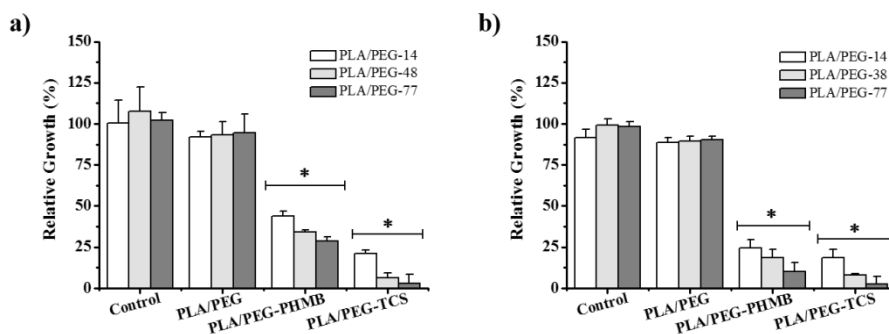 a)
Relative Growth (%)
150
125
100
75
50
25
0
PLA/PEG-14
PLA/PEG-48
PLA/PEG-77
*
*
Control
PLA/PEG
PLA/PEG-PHMB
PLA/PEG-TCS
b)
Relative Growth (%)
150
125
100
75
50
25
0
PLA/PEG-14
PLA/PEG-38
PLA/PEG-77
*
*
Control
PLA/PEG
PLA/PEG-PHMB
PLA/PEG-TCS